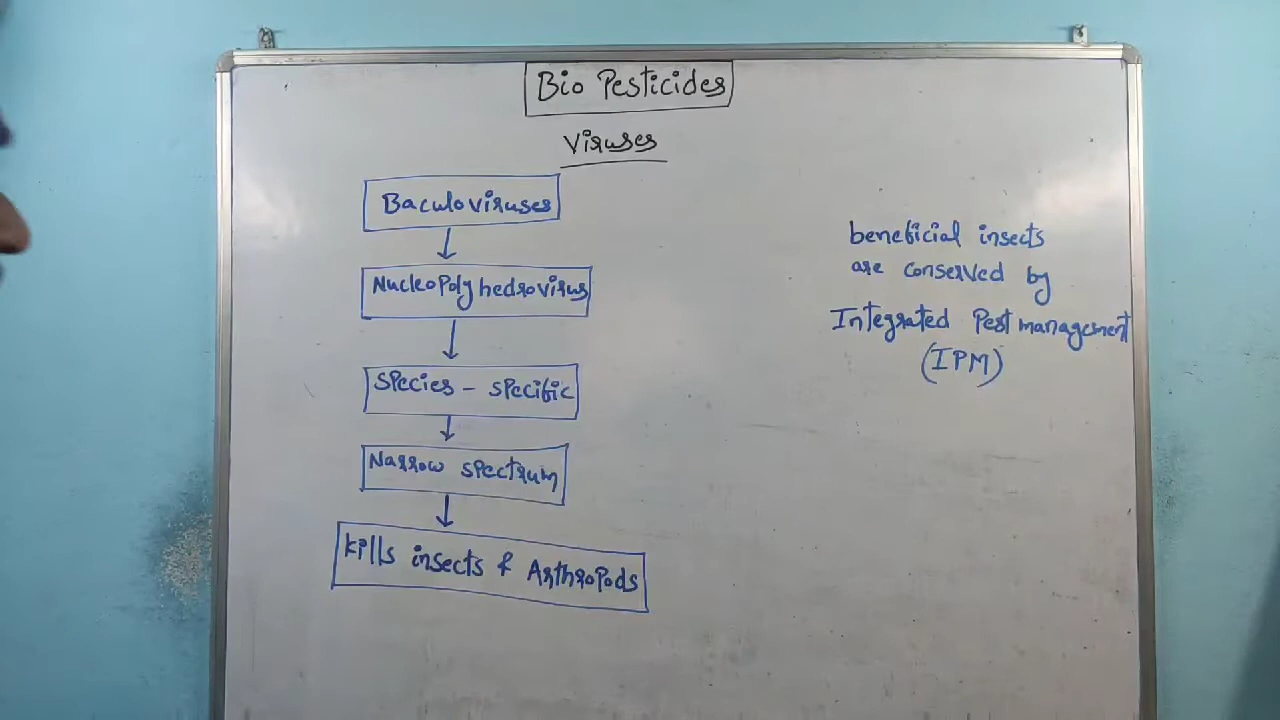 Bio Pesticides
Viruses
Baculoviruses
Nucleopolyhedrovirus
Species - specific
Narrow spectrum
kills insects & Arthropods
beneficial insects
are conserved by
Integrated Pest management
(IPM)